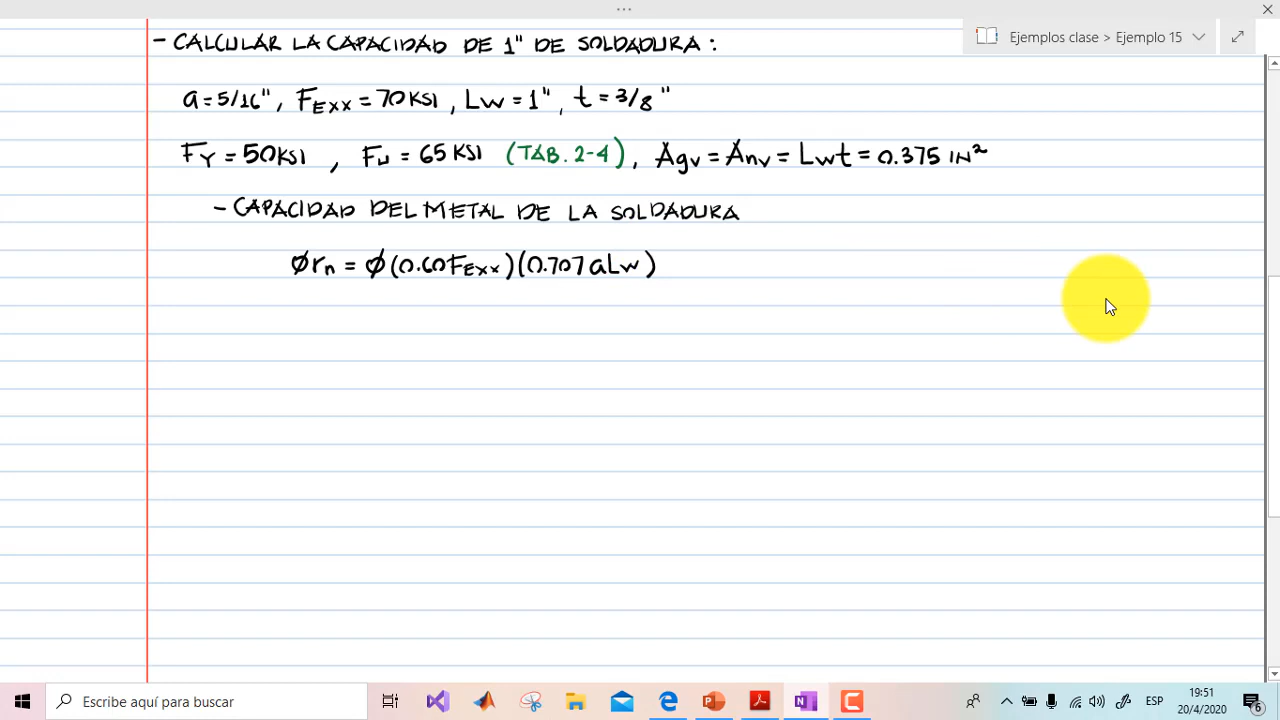 Ejemplos clase > Ejemplo 15
- CALCULAR LA CAPACIDAD DE 1" DE SOLDADURA :
a = 5/16", FEXX = 70 KSI, Lw = 1", t = 3/8"
FY = 50 KSI, Fu = 65 KSI (TAB. 2-4), Agv = Anv = Lwt = 0.375 IN²
- CAPACIDAD DEL METAL DE LA SOLDADURA
Ørn = Ø(0.60FEXX)(0.707aLw)
Escribe aquí para buscar
ESP
19:51
20/4/2020
6